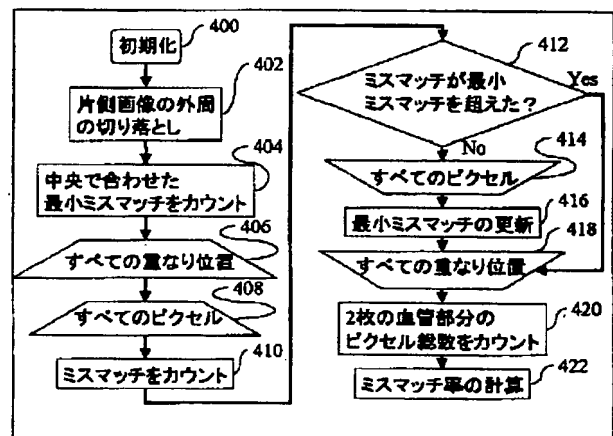 初期化
400
402
片側画像の外周
の切り落とし
404
中央で合わせた
最小ミスマッチをカウント
406
すべての重なり位置
408
すべてのピクセル
410
ミスマッチをカウント
412
ミスマッチが最小
ミスマッチを超えた？
Yes
No
414
すべてのピクセル
416
最小ミスマッチの更新
418
すべての重なり位置
2枚の血管部分の
ピクセル総数をカウント
420
422
ミスマッチ率の計算